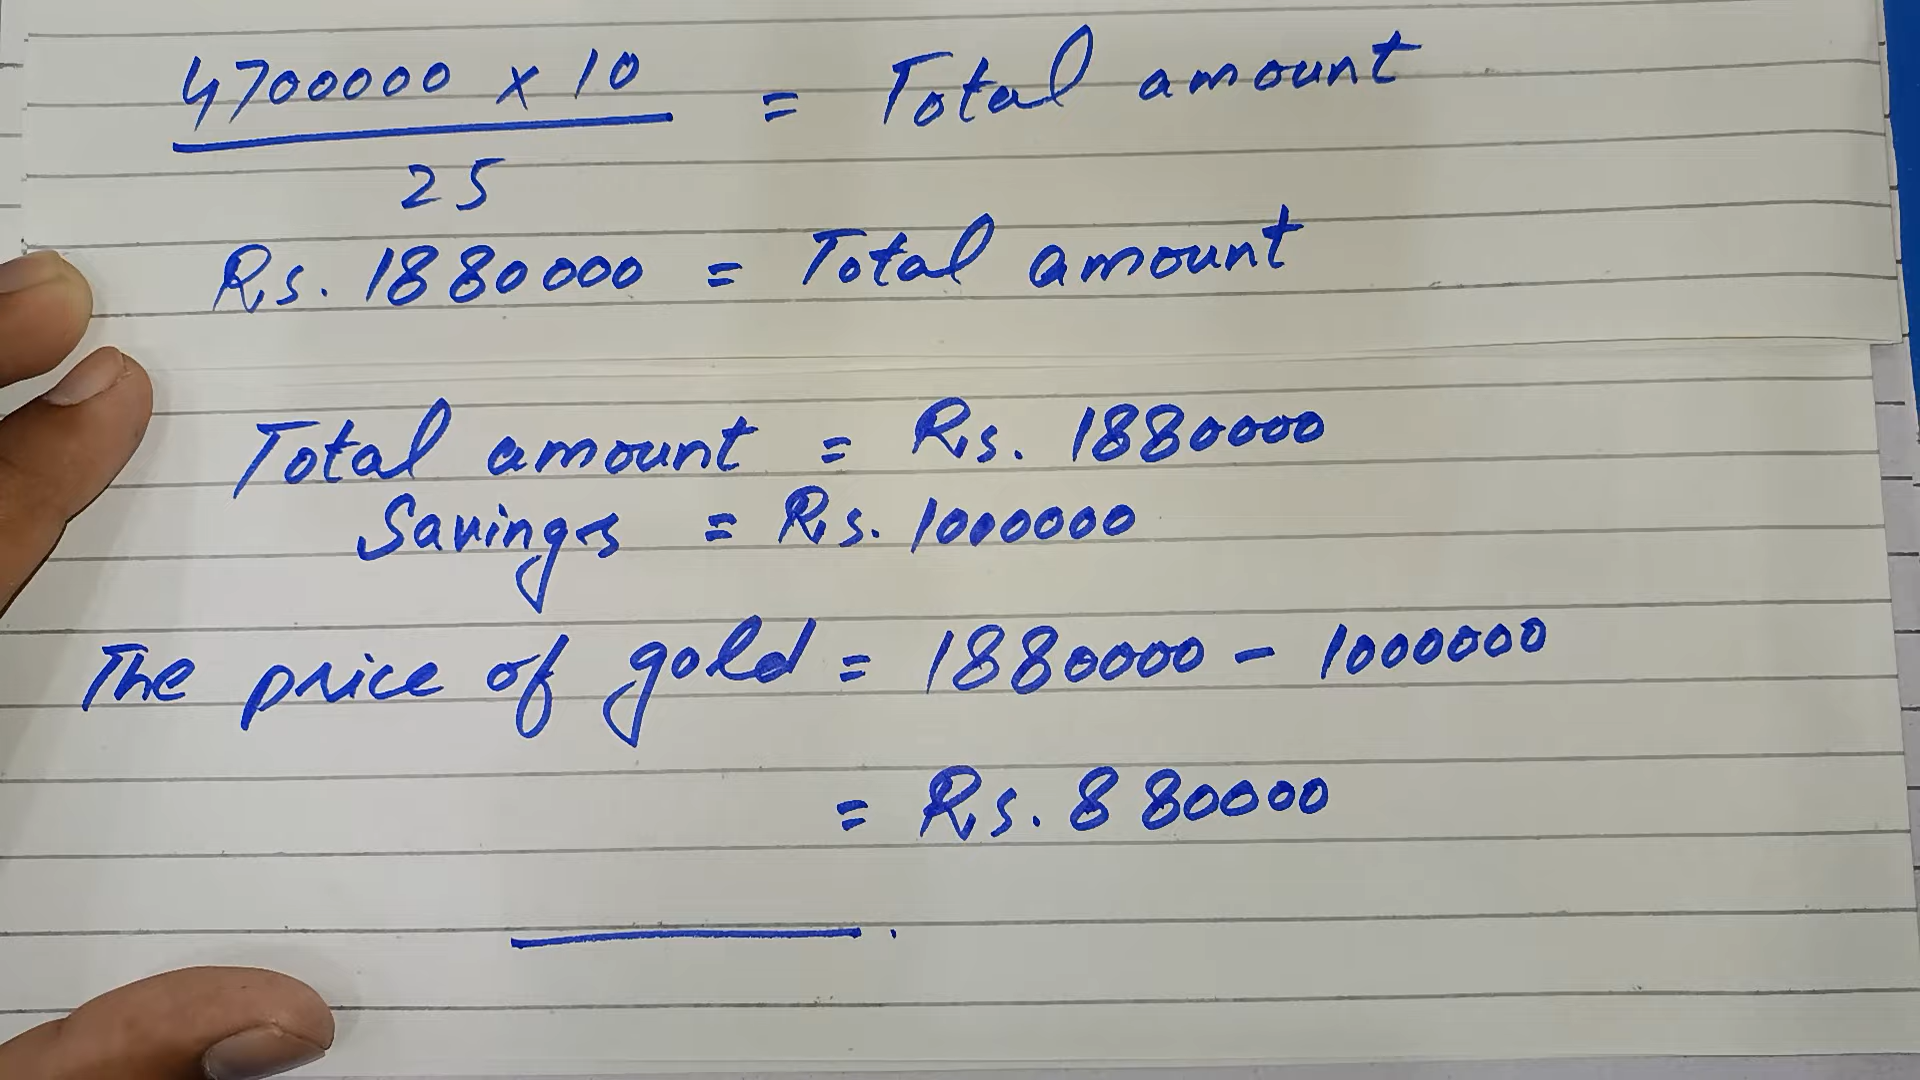 4700000 x 10 = Total amount
25
Rs. 1880000 = Total amount
Total amount = Rs. 1880000
Savings = Rs. 1000000
The price of gold = 1880000 - 1000000
= Rs. 880000